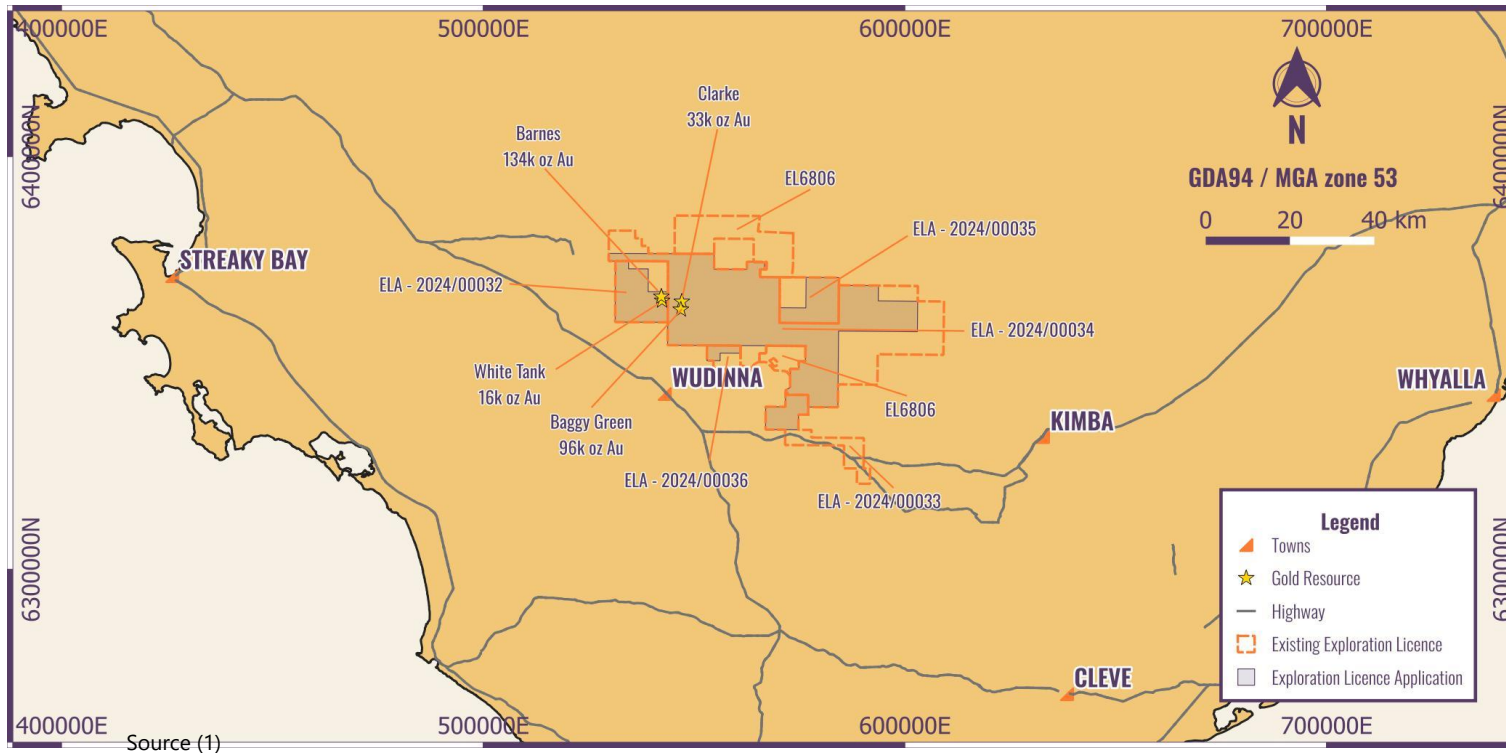 400000E
500000E
600000E
700000E
6400000N
6400000N
Clarke
33k oz Au
Barnes
134k oz Au
EL6806
N
GDA94 / MGA zone 53
0 20 40 km
ELA - 2024/00035
STREAKY BAY
ELA - 2024/00032
ELA - 2024/00034
White Tank
16k oz Au
WUDINNA
WHYALLA
Baggy Green
96k oz Au
EL6806
KIMBA
ELA - 2024/00036
ELA - 2024/00033
6300000N
6300000N
Legend
Towns
Gold Resource
Highway
Existing Exploration Licence
Exploration Licence Application
CLEVE
400000E
500000E
600000E
700000E
Source (1)